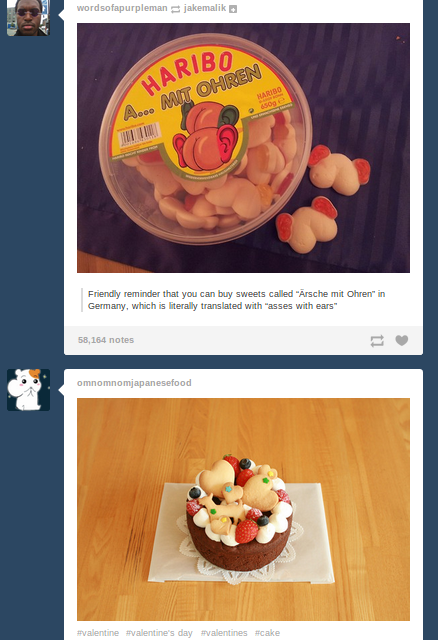 wordsofapurpleman jakemalik
HARIBO
A... MIT OHREN
HARIBO
650g
Friendly reminder that you can buy sweets called “Ärsche mit Ohren” in
Germany, which is literally translated with “asses with ears”
58,164 notes
omnomnomjapanesefood
#valentine #valentine's day #valentines #cake